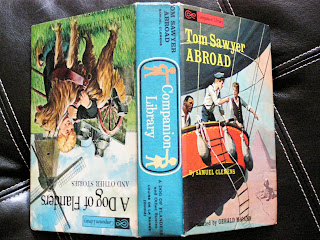 Tom Sawyer
ABROAD
By SAMUEL CLEMENS
GERALD
TOM SAWYER
ABROAD
Companion
Library
A DOG OF FLANDERS
A Dog of Flanders
AND OTHER STORIES